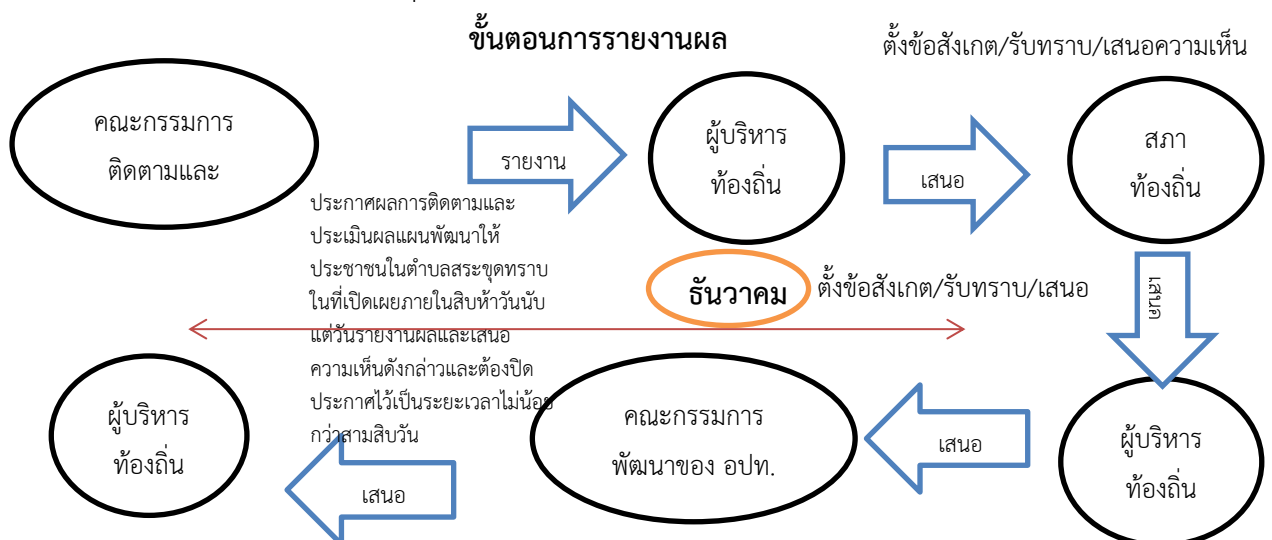 ขั้นตอนการรายงานผล
ตั้งข้อสังเกต/รับทราบ/เสนอความเห็น
คณะกรรมการ
ติดตามและ
รายงาน
ผู้บริหาร
ท้องถิ่น
เสนอ
สภา
ท้องถิ่น
ประกาศผลการติดตามและ
ประเมินผลแผนพัฒนาให้
ประชาชนในตำบลสระขุดทราบ
ในที่เปิดเผยภายในสิบห้าวันนับ
แต่วันรายงานผลและเสนอ
ความเห็นดังกล่าวและต้องปิด
ประกาศไว้เป็นระยะเวลาไม่น้อย
กว่าสามสิบวัน
ธันวาคม
ตั้งข้อสังเกต/รับทราบ/เสนอ
เสนอ
ผู้บริหาร
ท้องถิ่น
เสนอ
คณะกรรมการ
พัฒนาของ อปท.
เสนอ
ผู้บริหาร
ท้องถิ่น